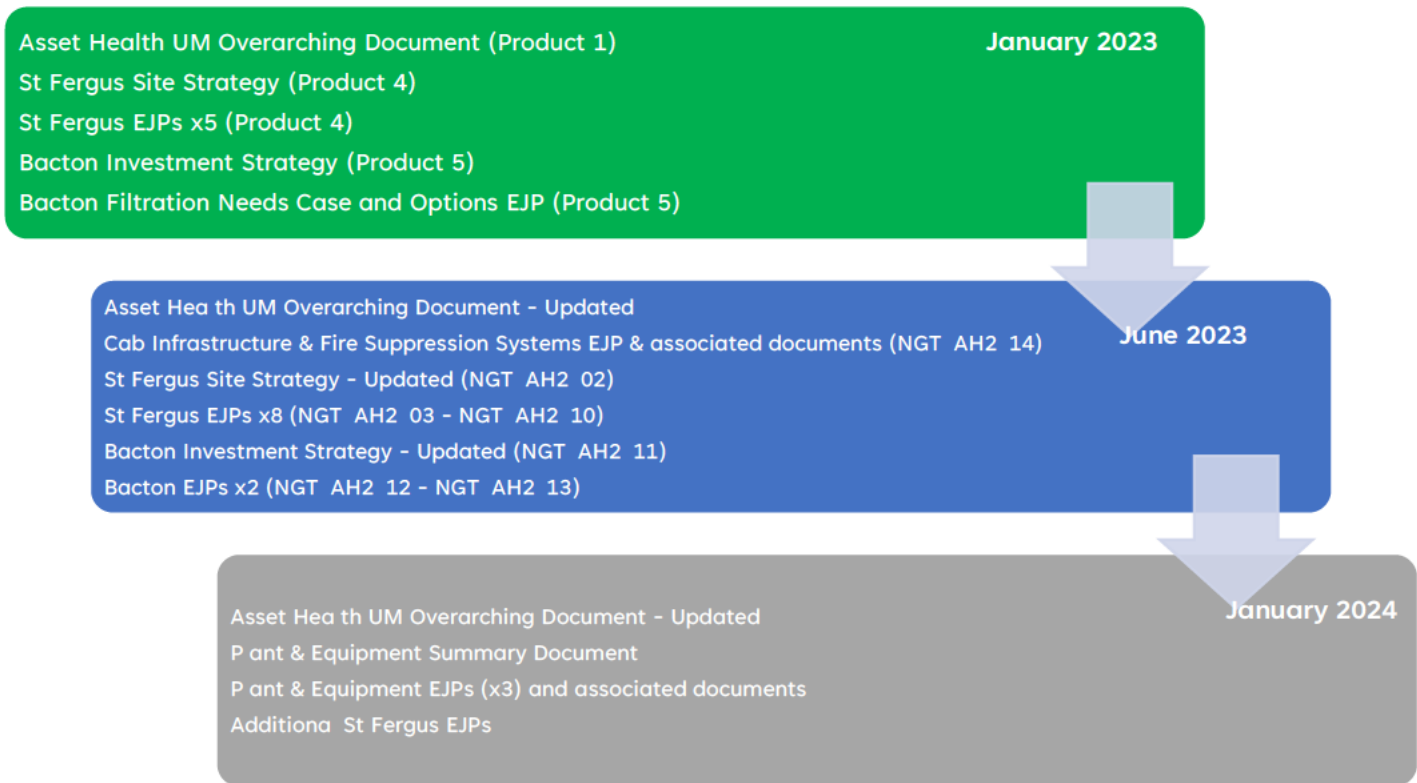 Asset Health UM Overarching Document (Product 1)
January 2023
St Fergus Site Strategy (Product 4)
St Fergus EJPs x5 (Product 4)
Bacton Investment Strategy (Product 5)
Bacton Filtration Needs Case and Options EJP (Product 5)
Asset Hea th UM Overarching Document - Updated
June 2023
Cab Infrastructure & Fire Suppression Systems EJP & associated documents (NGT AH2 14)
St Fergus Site Strategy - Updated (NGT AH2 02)
St Fergus EJPs x8 (NGT AH2 03 - NGT AH2 10)
Bacton Investment Strategy - Updated (NGT AH2 11)
Bacton EJPs x2 (NGT AH2 12 - NGT AH2 13)
Asset Hea th UM Overarching Document - Updated
January 2024
P ant & Equipment Summary Document
P ant & Equipment EJPs (x3) and associated documents
Additiona St Fergus EJPs